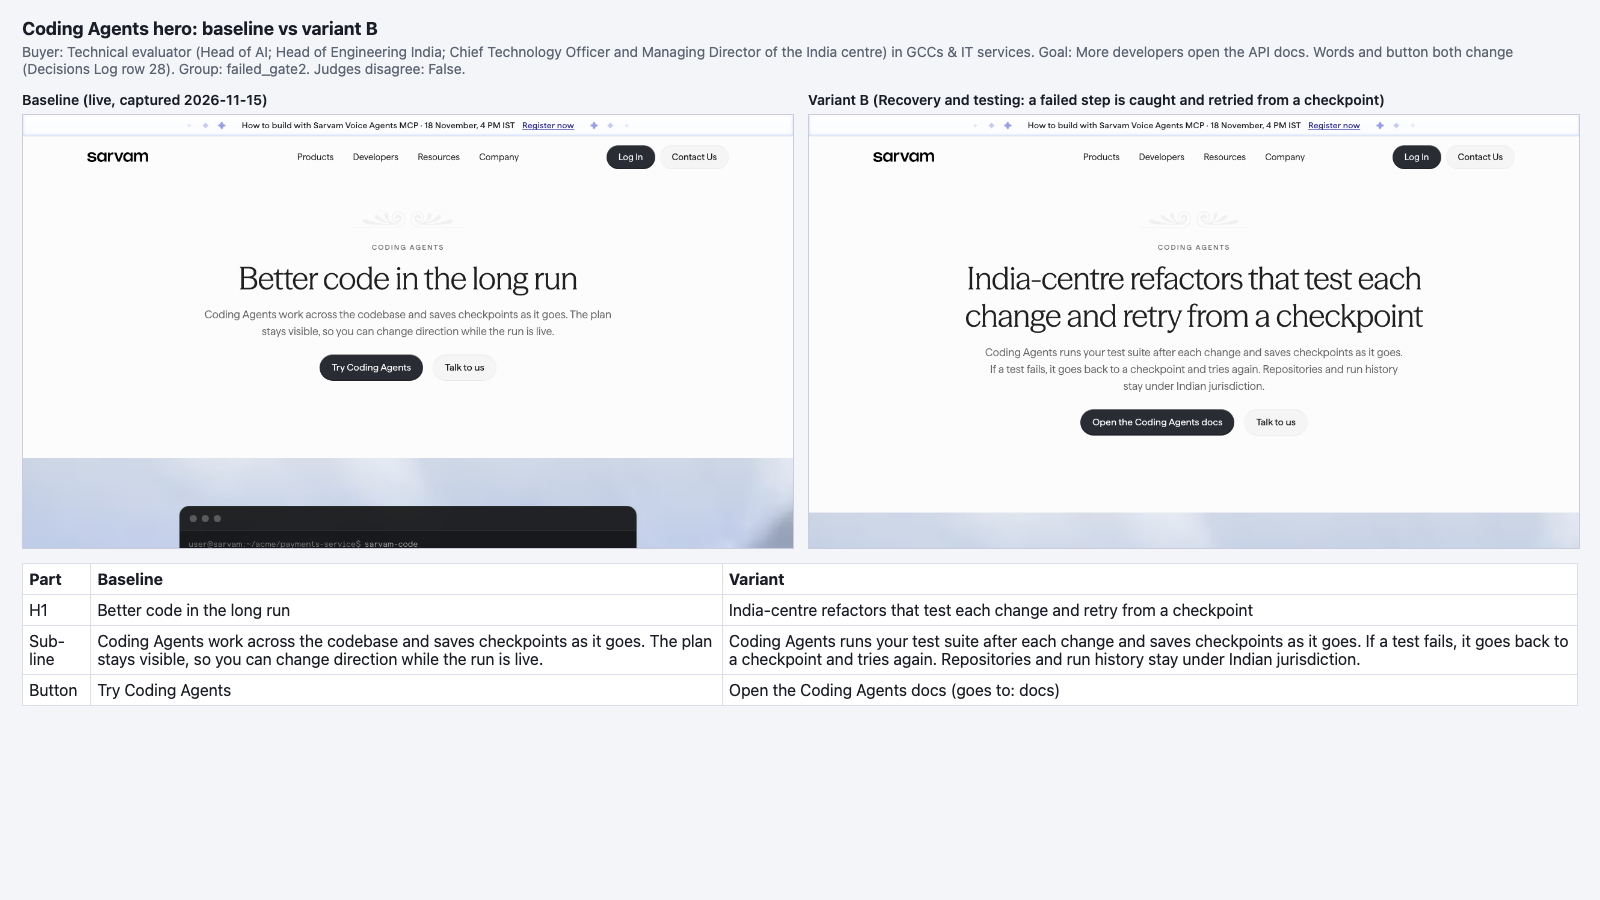 Coding Agents hero: baseline vs variant B
Buyer: Technical evaluator (Head of AI; Head of Engineering India; Chief Technology Officer and Managing Director of the India centre) in GCCs & IT services. Goal: More developers open the API docs. Words and button both change
(Decisions Log row 28). Group: failed_gate2. Judges disagree: False.
Baseline (live, captured 2026-11-15)
How to build with Sarvam Voice Agents MCP · 18 November, 4 PM IST Register now
sarvam Products Developers Resources Company Log In Contact Us
CODING AGENTS
Better code in the long run
Coding Agents work across the codebase and saves checkpoints as it goes. The plan
stays visible, so you can change direction while the run is live.
Try Coding Agents Talk to us
user@sarvam:~/acme/payments-service$ sarvam-code
Variant B (Recovery and testing: a failed step is caught and retried from a checkpoint)
How to build with Sarvam Voice Agents MCP · 18 November, 4 PM IST Register now
sarvam Products Developers Resources Company Log In Contact Us
CODING AGENTS
India-centre refactors that test each
change and retry from a checkpoint
Coding Agents runs your test suite after each change and saves checkpoints as it goes.
If a test fails, it goes back to a checkpoint and tries again. Repositories and run history
stay under Indian jurisdiction.
Open the Coding Agents docs Talk to us
Part Baseline Variant
H1 Better code in the long run India-centre refactors that test each change and retry from a checkpoint
Sub-
line
Coding Agents work across the codebase and saves checkpoints as it goes. The plan
stays visible, so you can change direction while the run is live.
Coding Agents runs your test suite after each change and saves checkpoints as it goes. If a test fails, it goes back to
a checkpoint and tries again. Repositories and run history stay under Indian jurisdiction.
Button Try Coding Agents Open the Coding Agents docs (goes to: docs)